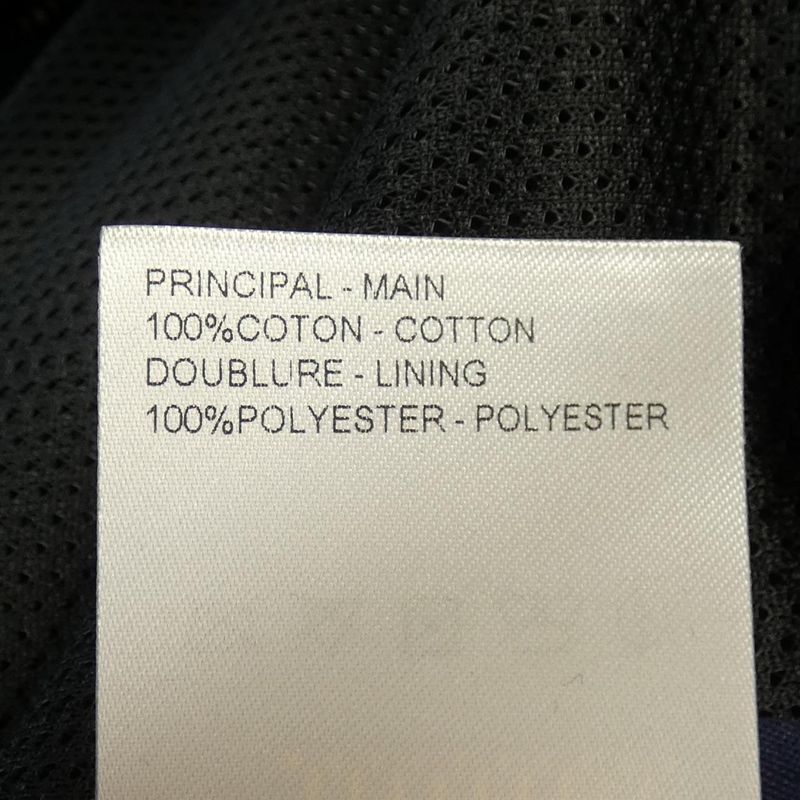 PRINCIPAL - MAIN
100%COTON - COTTON
DOUBLURE - LINING
100%POLYESTER - POLYESTER